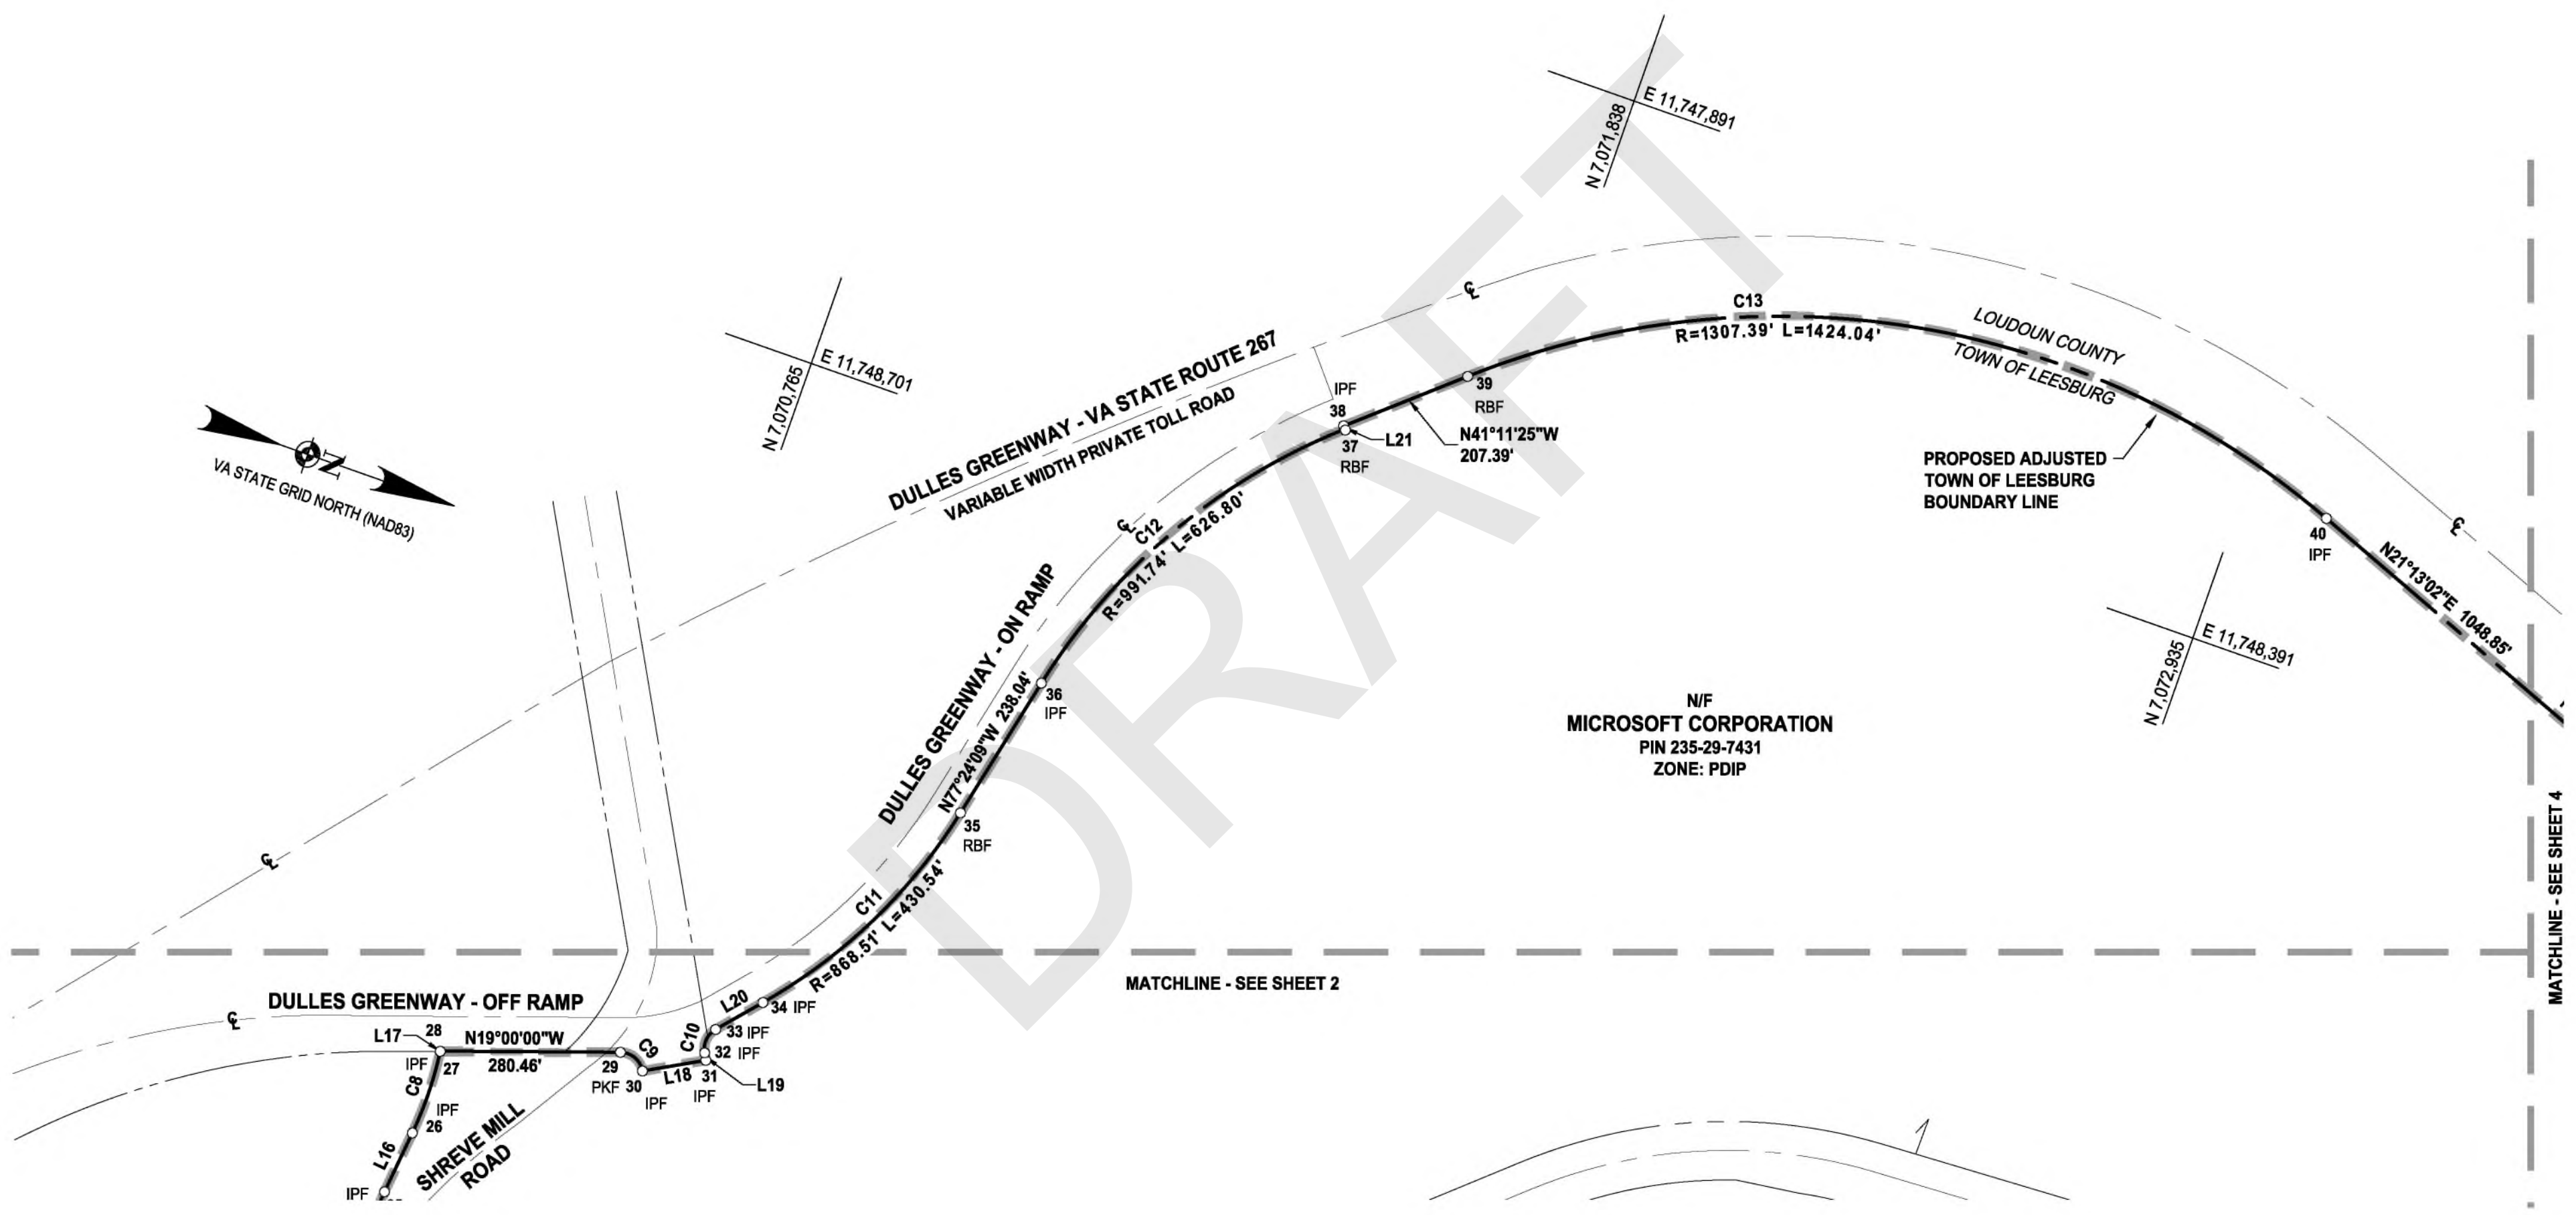 E 11,747,891
N 7,071,838
E 11,748,701
N 7,070,765
N
VA STATE GRID NORTH (NAD83)
DULLES GREENWAY - VA STATE ROUTE 267
VARIABLE WIDTH PRIVATE TOLL ROAD
C13
R=1307.39' L=1424.04'
LOUDOUN COUNTY
TOWN OF LEESBURG
39
RBF
IPF
38
37
RBF
L21
N41°11'25"W
207.39'
PROPOSED ADJUSTED
TOWN OF LEESBURG
BOUNDARY LINE
40
IPF
N21°13'02"E 1048.85'
E 11,748,391
N 7,072,935
C12
R=991.74' L=626.80'
DULLES GREENWAY - ON RAMP
36
IPF
N77°24'09"W 238.04'
35
RBF
N/F
MICROSOFT CORPORATION
PIN 235-29-7431
ZONE: PDIP
C11
R=868.51' L=430.54'
MATCHLINE - SEE SHEET 2
MATCHLINE - SEE SHEET 4
DULLES GREENWAY - OFF RAMP
L20
34 IPF
33 IPF
C10
32 IPF
31
IPF
L19
L18
C9
29
PKF
30
IPF
N19°00'00"W
280.46'
L17
28
IPF
27
C8
IPF
26
L16
IPF
SHREVE MILL
ROAD
CL
CL
CL
CL
CL
DRAFT